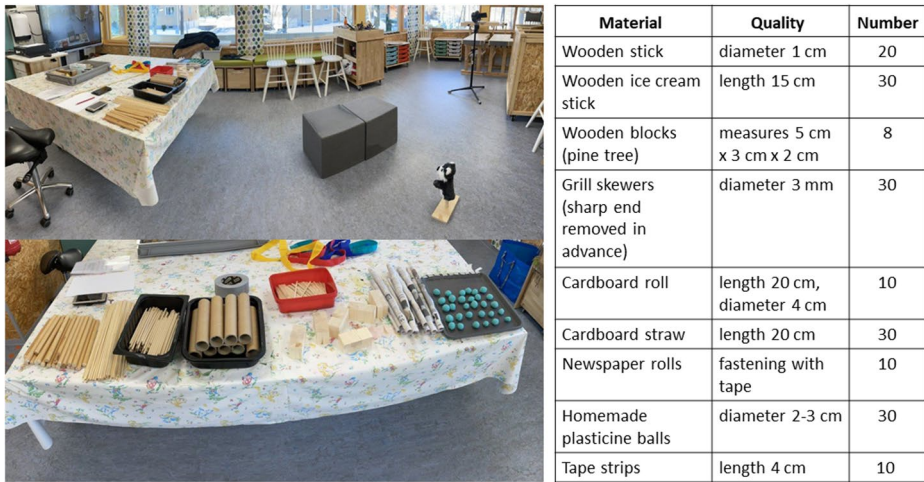 Material Quality Number
Wooden stick diameter 1 cm 20
Wooden ice cream length 15 cm 30
stick
Wooden blocks measures 5 cm 8
(pine tree) x 3 cm x 2 cm
Grill skewers diameter 3 mm 30
(sharp end
removed in
advance)
Cardboard roll length 20 cm, 10
diameter 4 cm
Cardboard straw length 20 cm 30
Newspaper rolls fastening with 10
tape
Homemade diameter 2-3 cm 30
plasticine balls
Tape strips length 4 cm 10